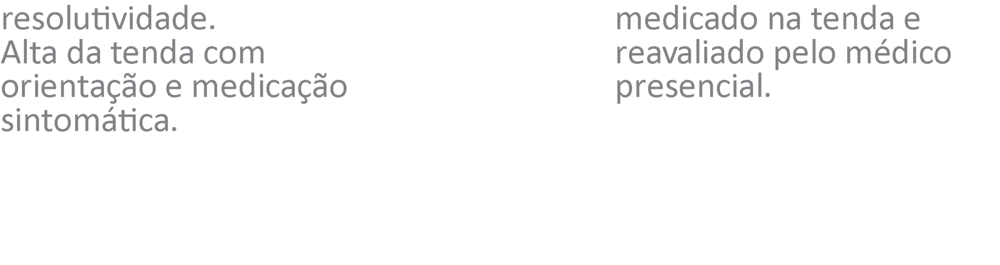 resolutividade.
Alta da tenda com
orientação e medicação
sintomática.
medicado na tenda e
reavaliado pelo médico
presencial.